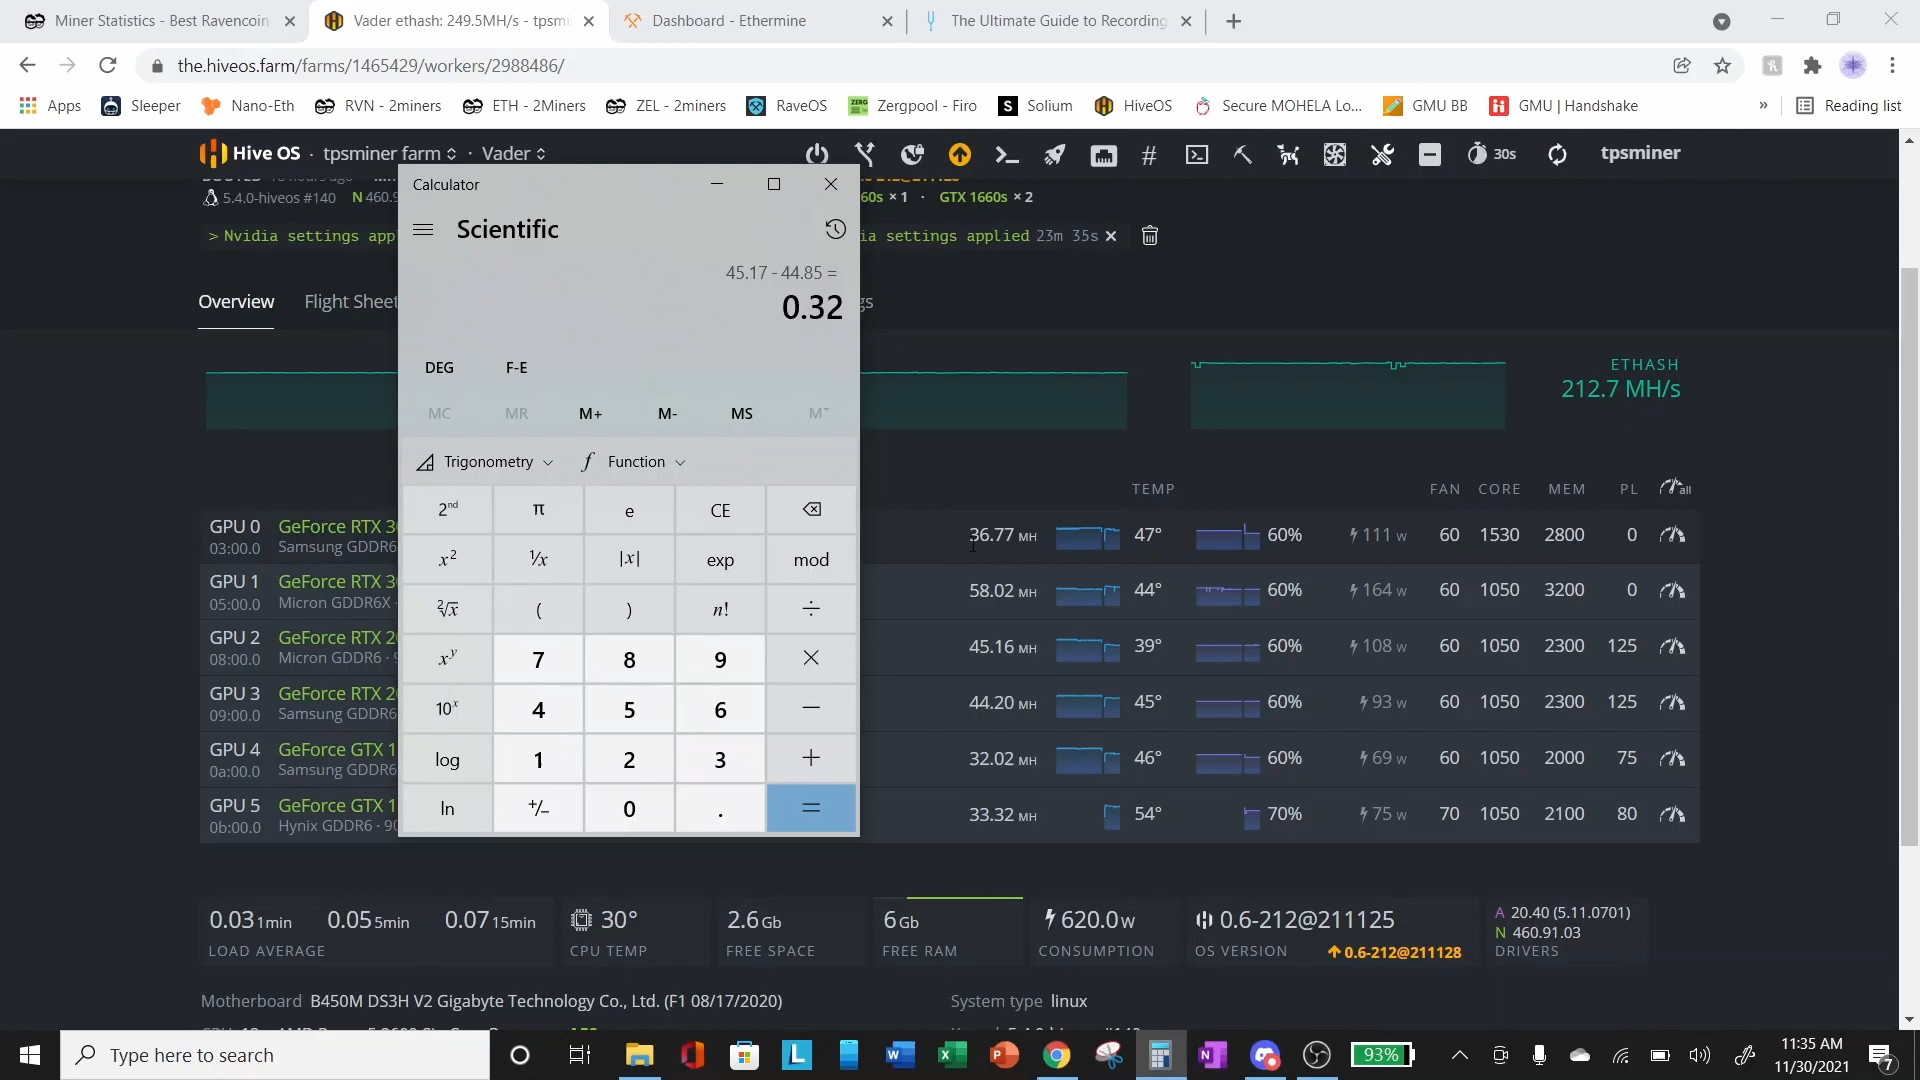 Miner Statistics - Best Ravencoin
Vader ethash: 249.5MH/s - tpsmin
Dashboard - Ethermine
The Ultimate Guide to Recording
the.hiveos.farm/farms/1465429/workers/2988486/
Apps Sleeper Nano-Eth RVN - 2miners ETH - 2Miners ZEL - 2miners RaveOS Zergpool - Firo Solium HiveOS Secure MOHELA Lo... GMU BB GMU | Handshake » Reading list
Hive OS · tpsminer farm · Vader
30s tpsminer
5.4.0-hiveos #140 N 460.9
60s × 1 · GTX 1660s × 2
> Nvidia settings app
ia settings applied 23m 35s ×
Overview Flight Sheet
gs
Calculator
Scientific
45.17 - 44.85 =
0.32
DEG F-E
MC MR M+ M- MS M˅
Trigonometry f Function
2nd π e CE
x² ¹/x |x| exp mod
²√x ( ) n! ÷
xʸ 7 8 9 ×
10ˣ 4 5 6 −
log 1 2 3 +
ln +/− 0 . =
ETHASH
212.7 MH/s
TEMP FAN CORE MEM PL all
GPU 0 GeForce RTX 30 36.77 MH 47° 60% 111 W 60 1530 2800 0
03:00.0 Samsung GDDR6
GPU 1 GeForce RTX 30 58.02 MH 44° 60% 164 W 60 1050 3200 0
05:00.0 Micron GDDR6X ·
GPU 2 GeForce RTX 20 45.16 MH 39° 60% 108 W 60 1050 2300 125
08:00.0 Micron GDDR6 · 9
GPU 3 GeForce RTX 20 44.20 MH 45° 60% 93 W 60 1050 2300 125
09:00.0 Samsung GDDR6
GPU 4 GeForce GTX 1 32.02 MH 46° 60% 69 W 60 1050 2000 75
0a:00.0 Samsung GDDR6
GPU 5 GeForce GTX 1 33.32 MH 54° 70% 75 W 70 1050 2100 80
0b:00.0 Hynix GDDR6 · 90
0.03 1min 0.05 5min 0.07 15min
LOAD AVERAGE
30°
CPU TEMP
2.6 Gb
FREE SPACE
6 Gb
FREE RAM
620.0 W
CONSUMPTION
0.6-212@211125
OS VERSION 0.6-212@211128
A 20.40 (5.11.0701)
N 460.91.03
DRIVERS
Motherboard B450M DS3H V2 Gigabyte Technology Co., Ltd. (F1 08/17/2020)
System type linux
Type here to search
93%
11:35 AM
11/30/2021
7